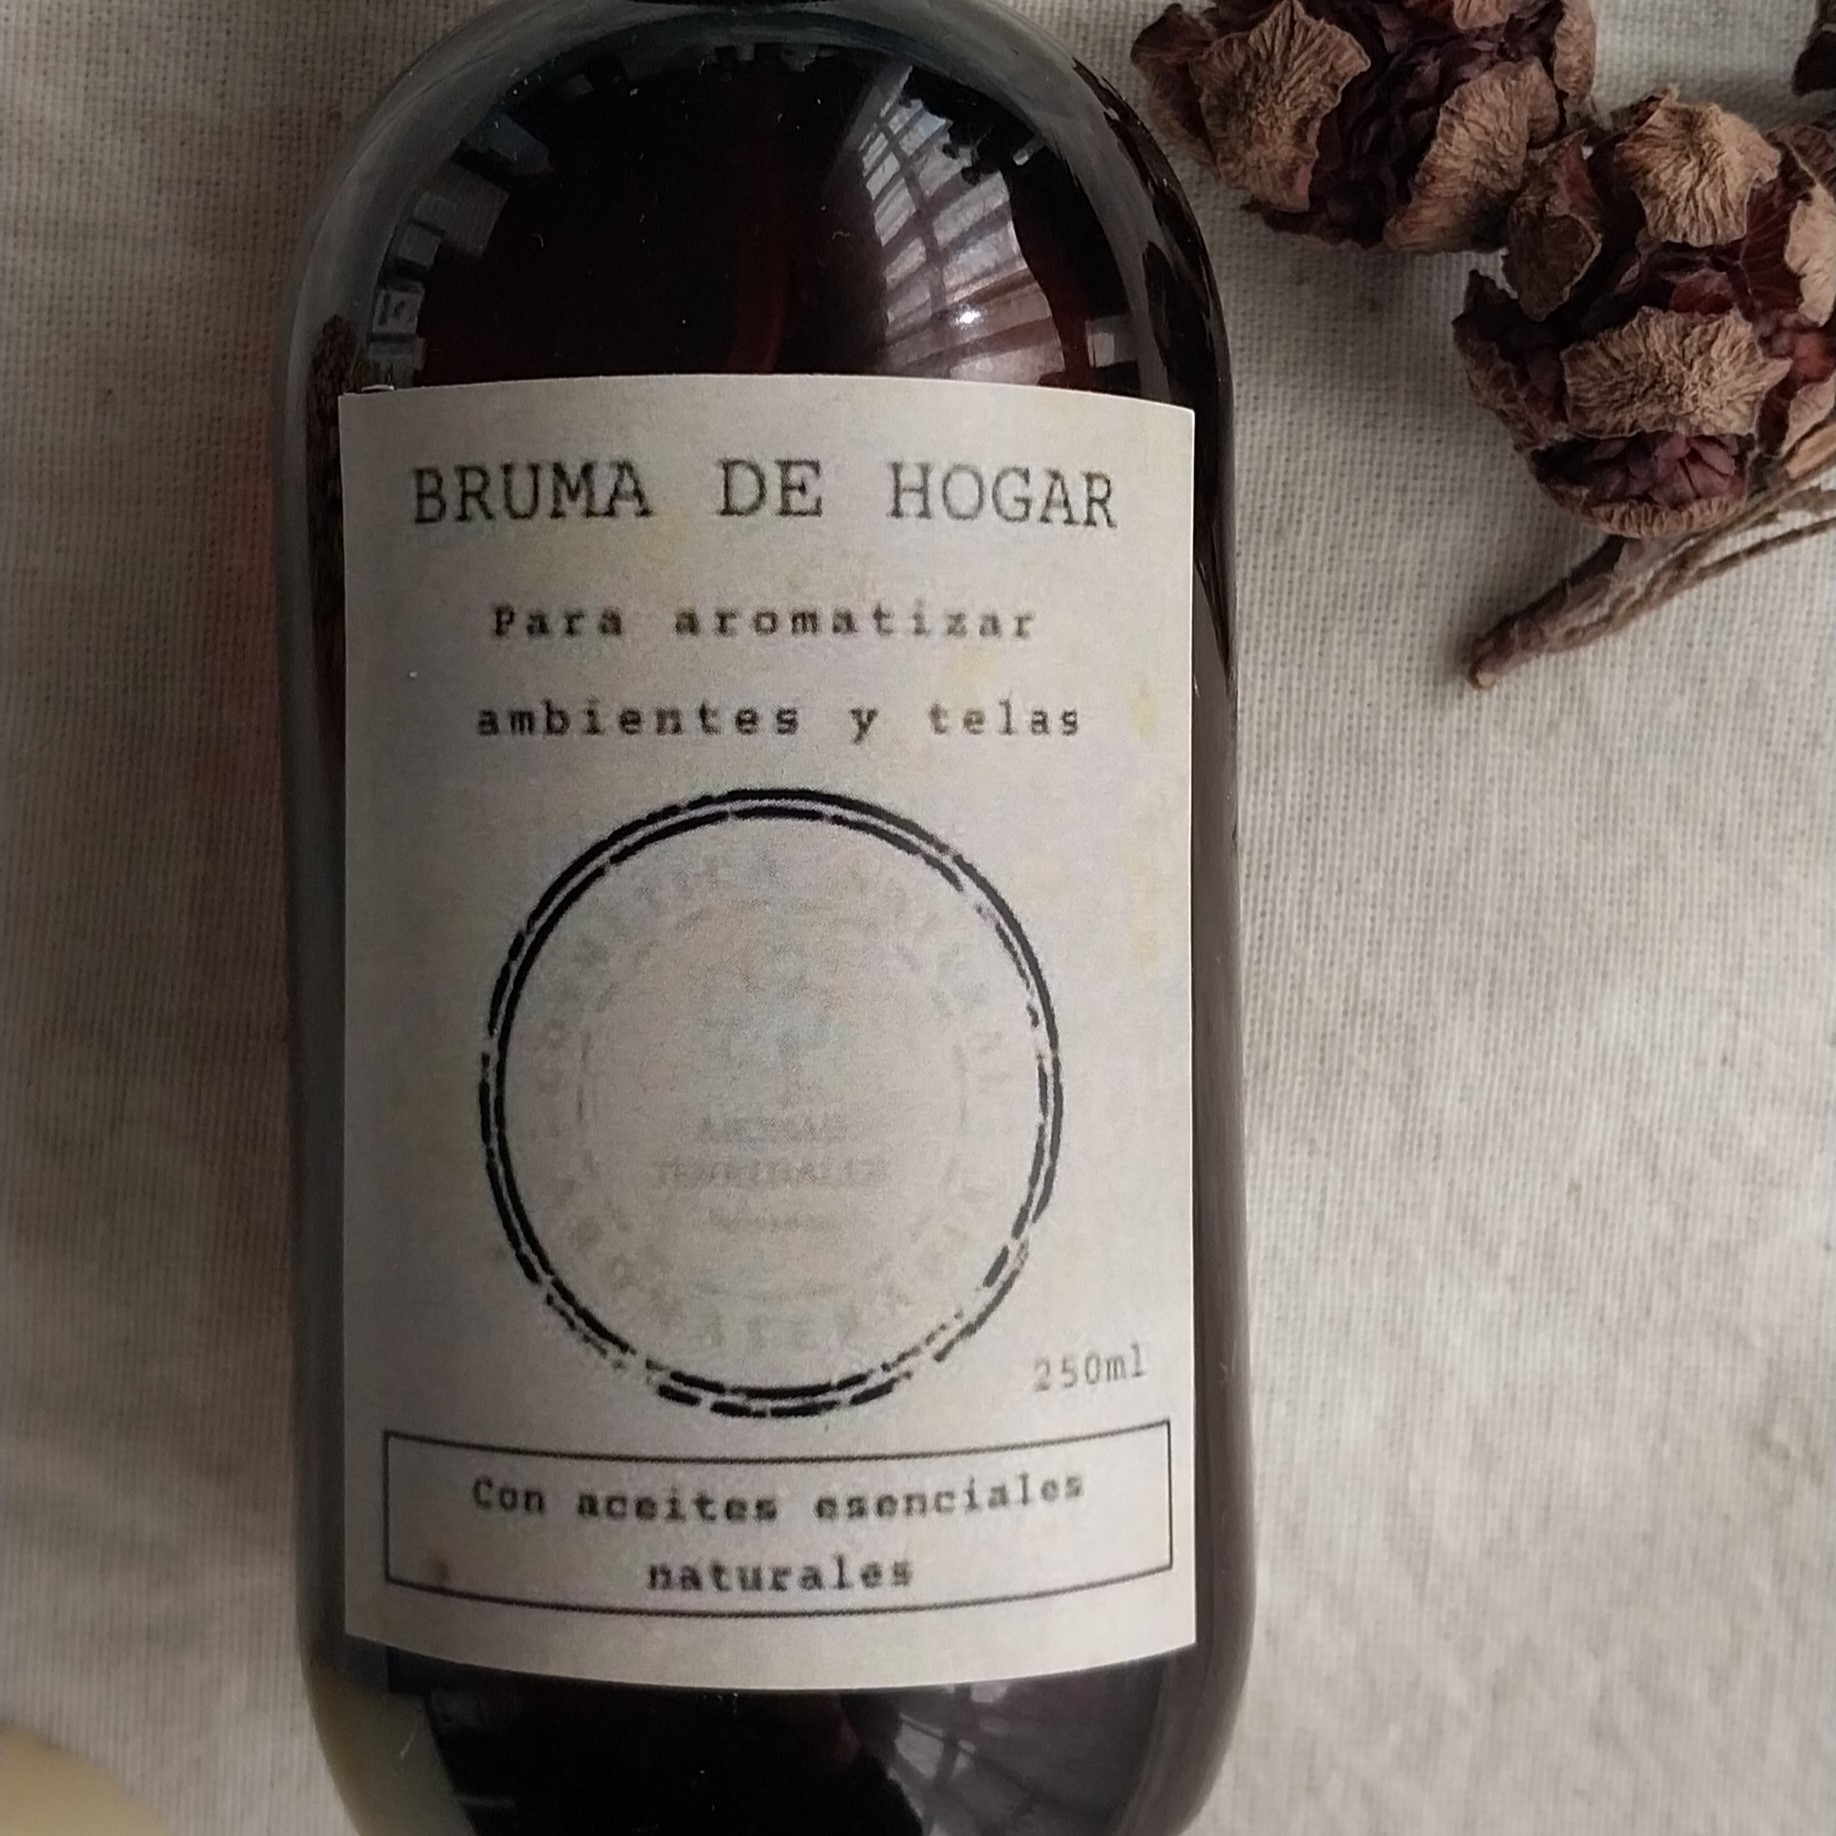 BRUMA DE HOGAR
Para aromatizar
ambientes y telas
250ml
Con aceites esenciales
naturales